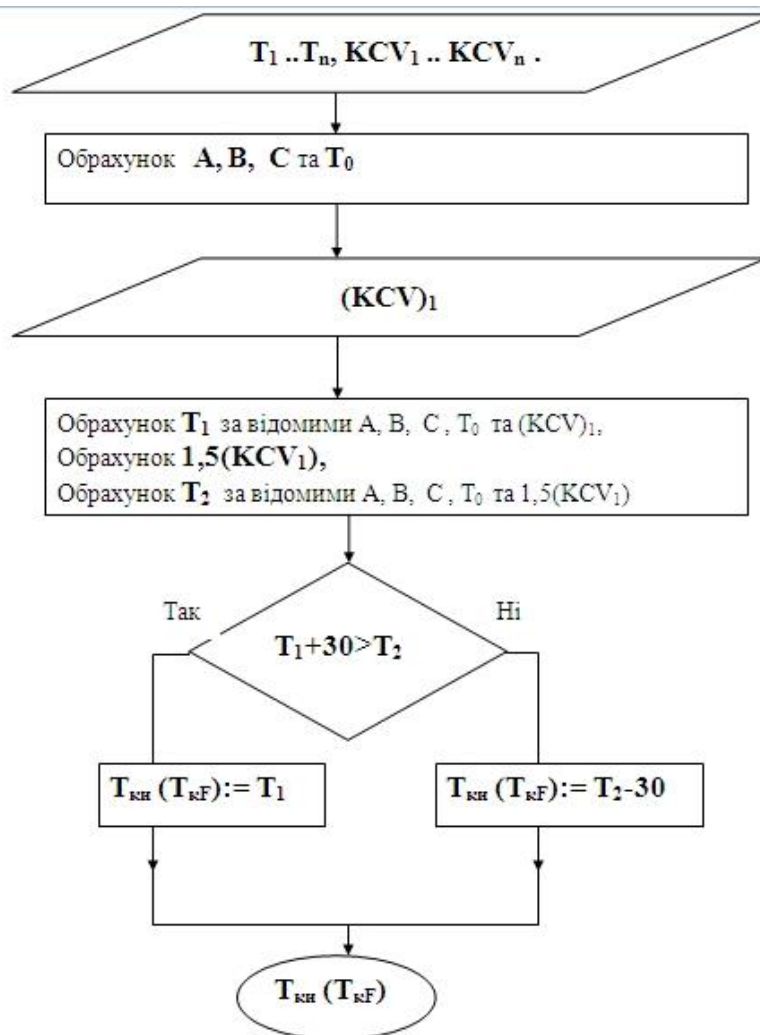 T₁ ..Tₙ, KCV₁ .. KCVₙ .
Обрахунок A, B, C та T₀
(KCV)₁
Обрахунок T₁ за відомими A, B, C , T₀ та (KCV)₁,
Обрахунок 1,5(KCV₁),
Обрахунок T₂ за відомими A, B, C , T₀ та 1,5(KCV₁)
Так
Ні
T₁+30>T₂
Tкн (TкF):= T₁
Tкн (TкF):= T₂-30
Tкн (TкF)